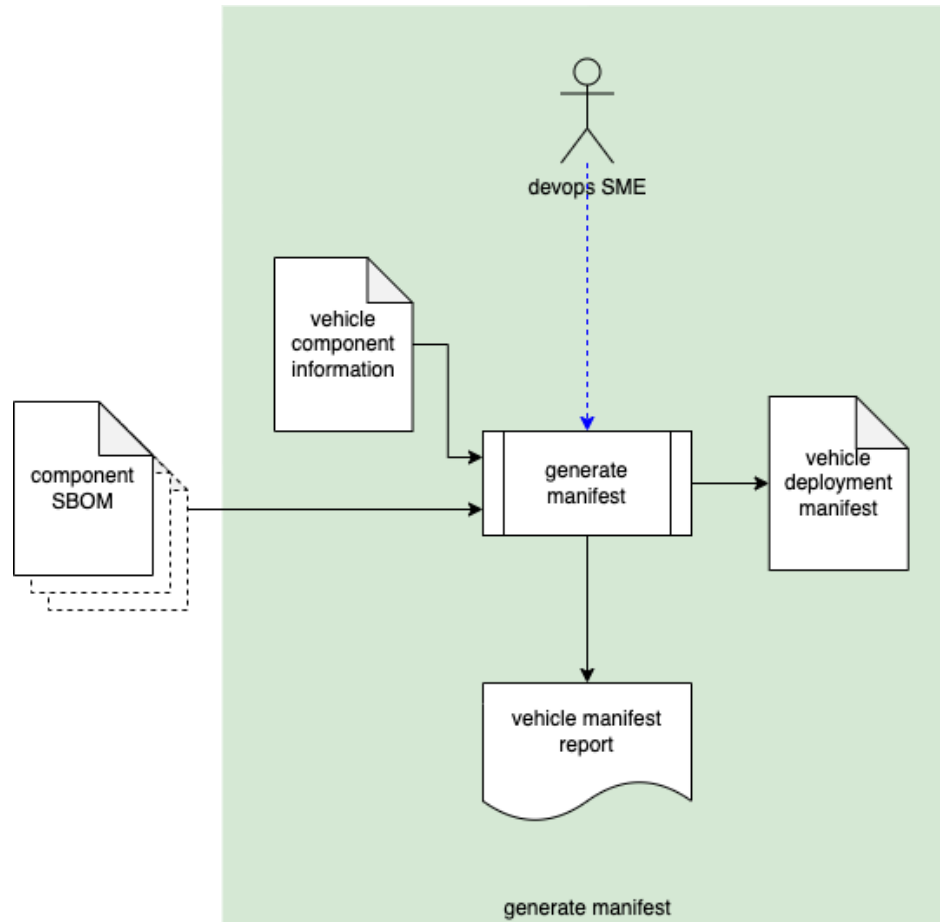 devops SME
vehicle
component
information
component
SBOM
generate
manifest
vehicle
deployment
manifest
vehicle manifest
report
generate manifest